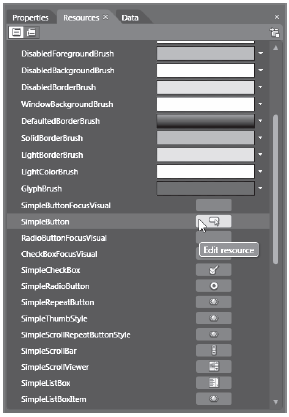 Properties Resources × Data ×
DisabledForegroundBrush
DisabledBackgroundBrush
DisabledBorderBrush
WindowBackgroundBrush
DefaultedBorderBrush
SolidBorderBrush
LightBorderBrush
LightColorBrush
GlyphBrush
SimpleButtonFocusVisual
SimpleButton
RadioButtonFocusVisual
CheckBoxFocusVisual
Edit resource
SimpleCheckBox
SimpleRadioButton
SimpleRepeatButton
SimpleThumbStyle
SimpleScrollRepeatButtonStyle
SimpleScrollBar
SimpleScrollViewer
SimpleListBox
SimpleListBoxItem